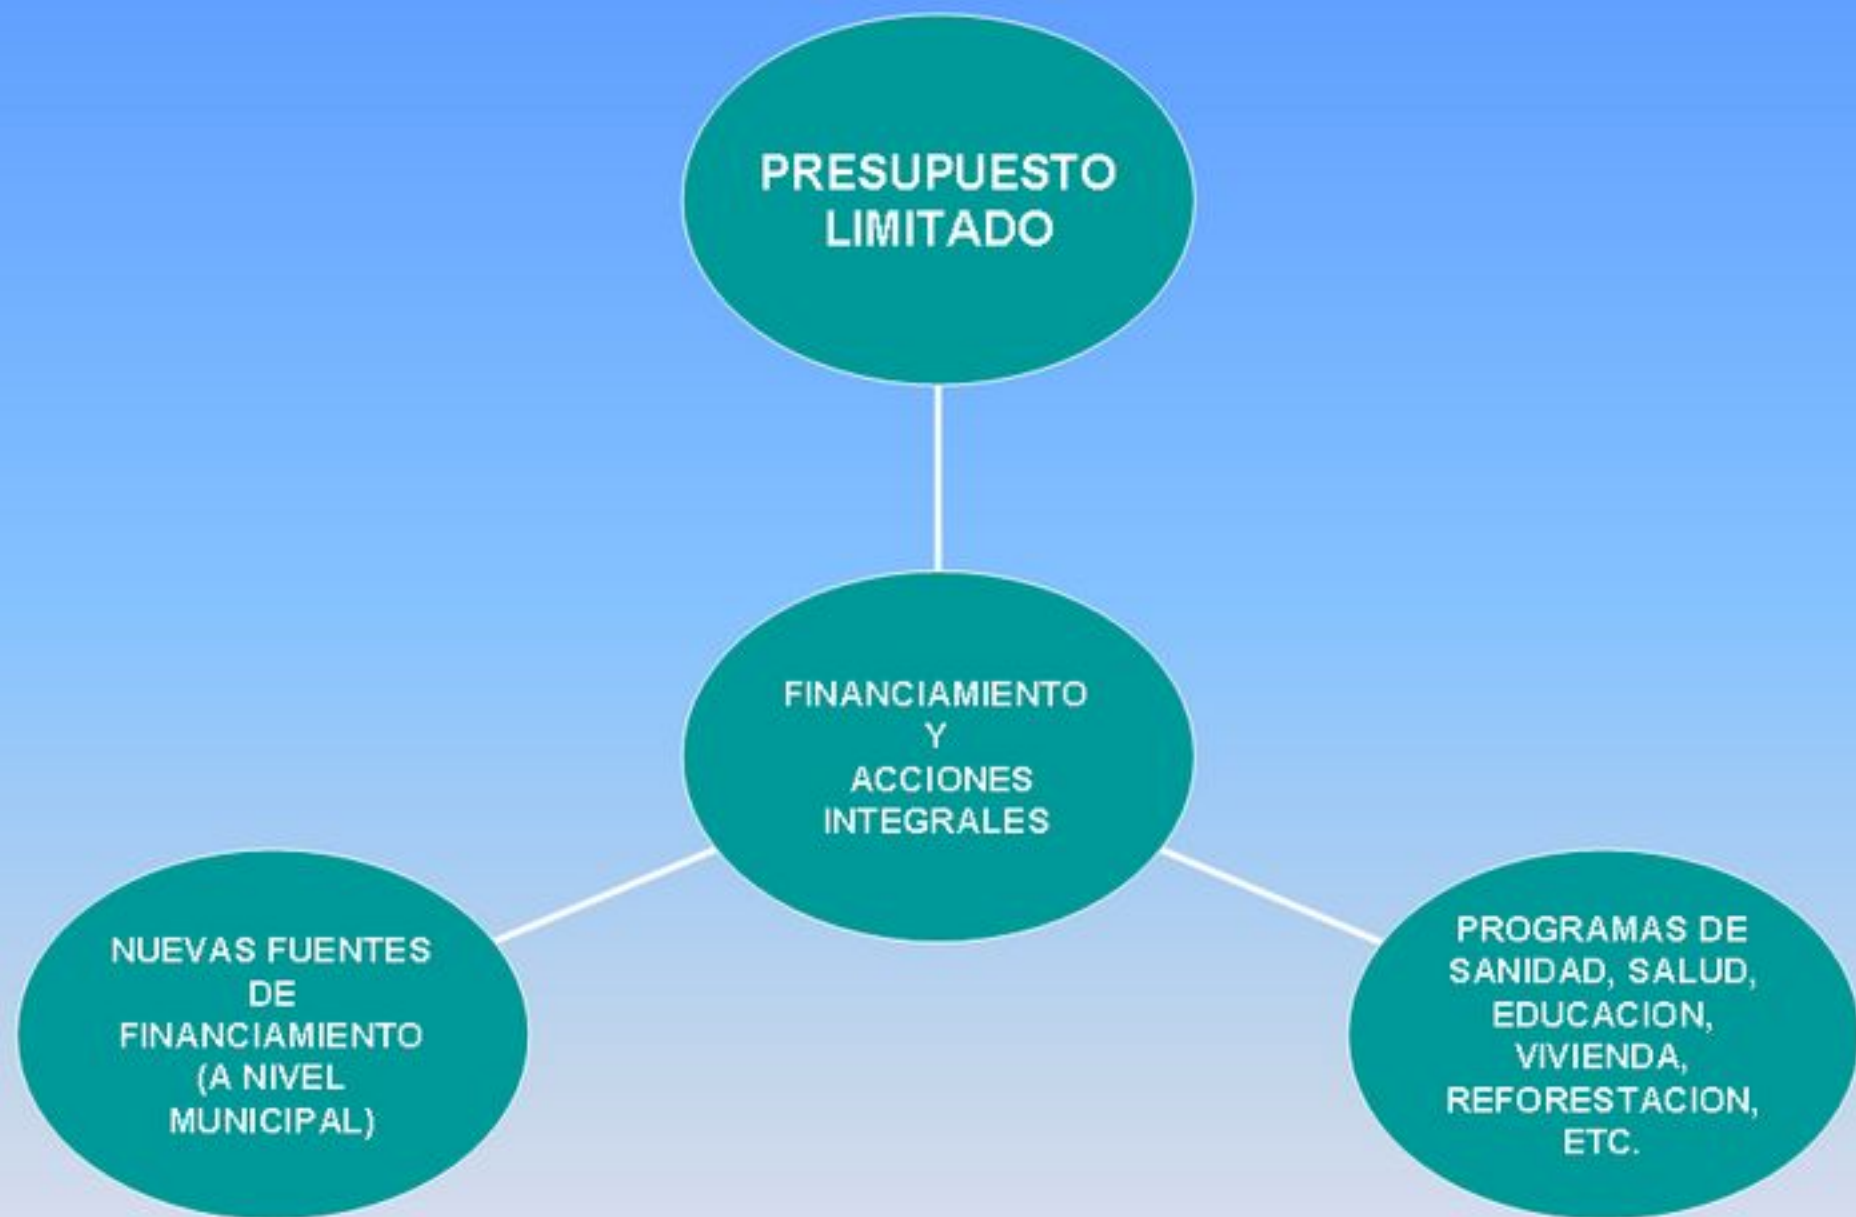 PRESUPUESTO
LIMITADO
FINANCIAMIENTO
Y
ACCIONES
INTEGRALES
NUEVAS FUENTES
DE
FINANCIAMIENTO
(A NIVEL
MUNICIPAL)
PROGRAMAS DE
SANIDAD, SALUD,
EDUCACION,
VIVIENDA,
REFORESTACION,
ETC.